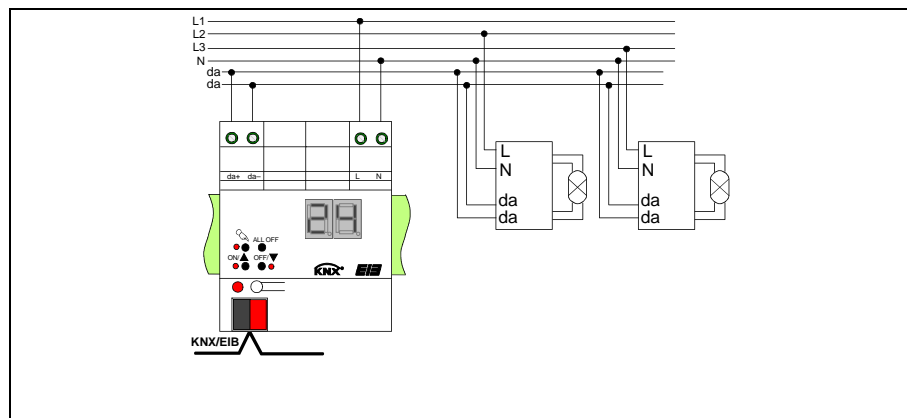 L1
L2
L3
N
da
da
da+ da– L N
24
ALL OFF
ON/▲ OFF/▼
KNX EIB
KNX/EIB
L
N
da
da
L
N
da
da